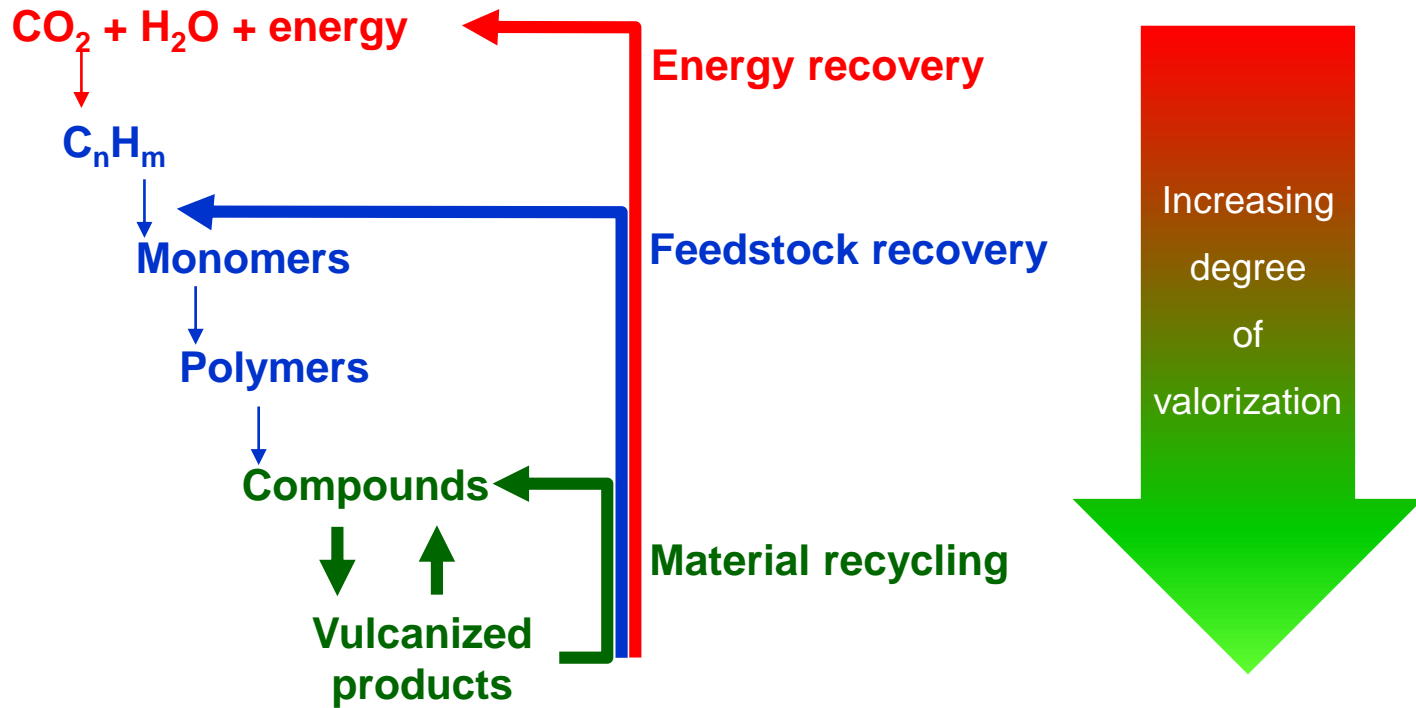 CO₂ + H₂O + energy
Energy recovery
CₙHₘ
Monomers
Feedstock recovery
Polymers
Compounds
Material recycling
Vulcanized
products
Increasing
degree
of
valorization